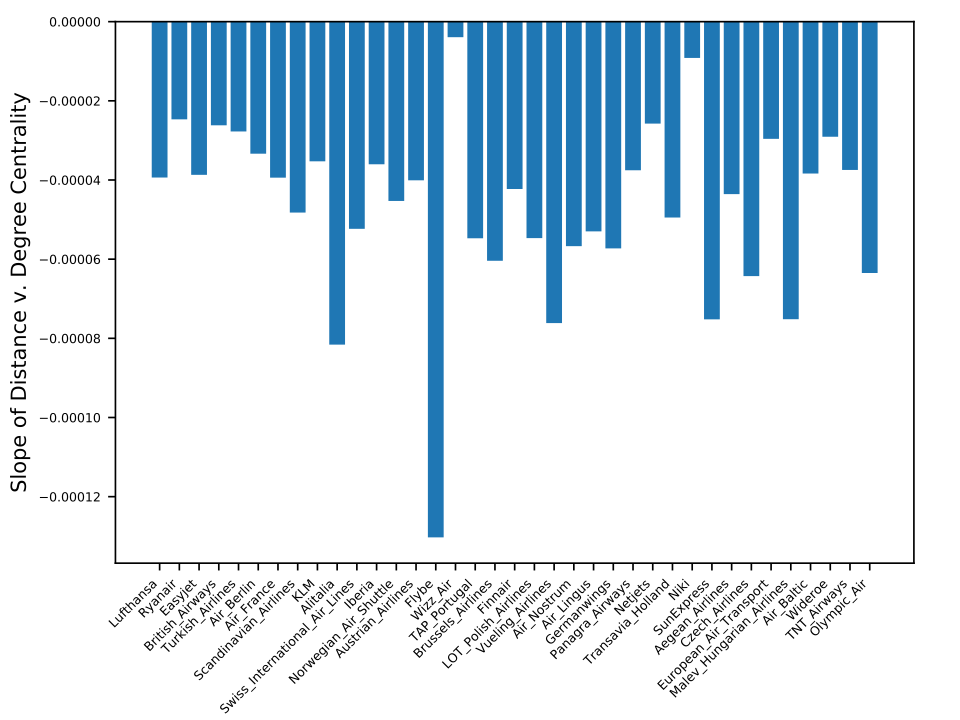 Slope of Distance v. Degree Centrality
0.00000
−0.00002
−0.00004
−0.00006
−0.00008
−0.00010
−0.00012
Lufthansa
Ryanair
Easyjet
British_Airways
Turkish_Airlines
Air_Berlin
Air_France
Scandinavian_Airlines
KLM
Alitalia
Swiss_International_Air_Lines
Iberia
Norwegian_Air_Shuttle
Austrian_Airlines
Flybe
Wizz_Air
TAP_Portugal
Brussels_Airlines
Finnair
LOT_Polish_Airlines
Vueling_Airlines
Air_Nostrum
Air_Lingus
Germanwings
Panagra_Airways
Netjets
Transavia_Holland
Niki
SunExpress
Aegean_Airlines
Czech_Airlines
European_Air_Transport
Malev_Hungarian_Airlines
Air_Baltic
Wideroe
TNT_Airways
Olympic_Air